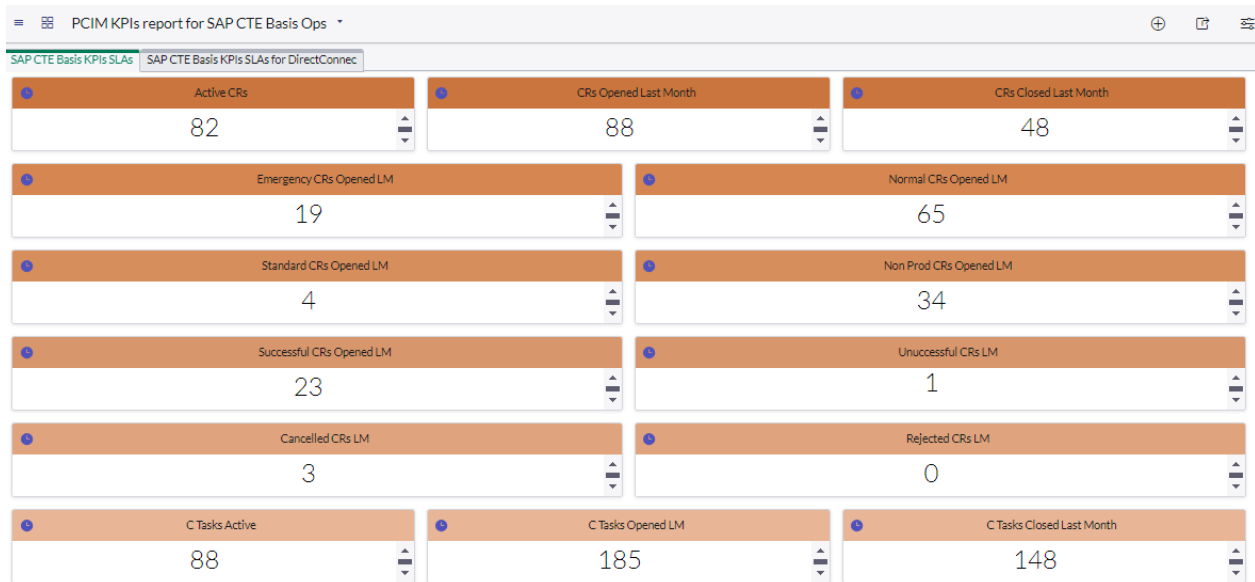 PCIM KPIs report for SAP CTE Basis Ops
SAP CTE Basis KPIs SLAs SAP CTE Basis KPIs SLAs for DirectConnec
Active CRs CRs Opened Last Month CRs Closed Last Month
82 88 48
Emergency CRs Opened LM Normal CRs Opened LM
19 65
Standard CRs Opened LM Non Prod CRs Opened LM
4 34
Successful CRs Opened LM Unuccessful CRs LM
23 1
Cancelled CRs LM Rejected CRs LM
3 0
C Tasks Active C Tasks Opened LM C Tasks Closed Last Month
88 185 148